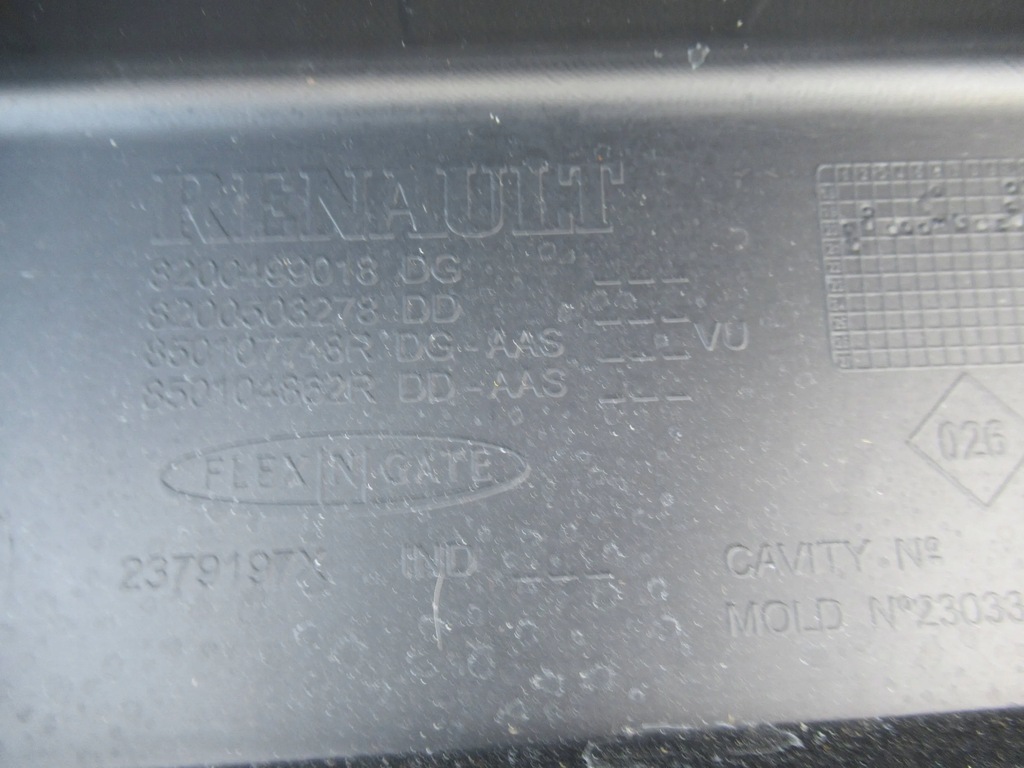 RENAULT
8200499018 DG _ _ _
8200503278 DD _ _ _
850107748R DG-AAS _ _ _ VU
850104862R DD-AAS _ _ _
FLEX|N|GATE
026
2379197X IND _ _ _
CAVITY Nº
MOLD Nº23033